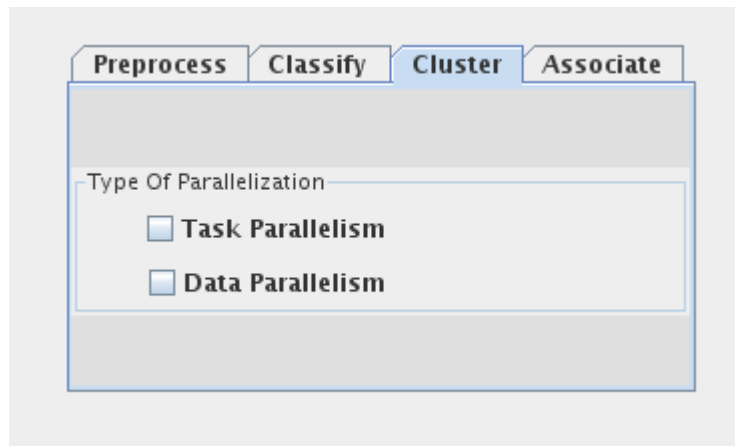 Preprocess Classify Cluster Associate
Type Of Parallelization
Task Parallelism
Data Parallelism